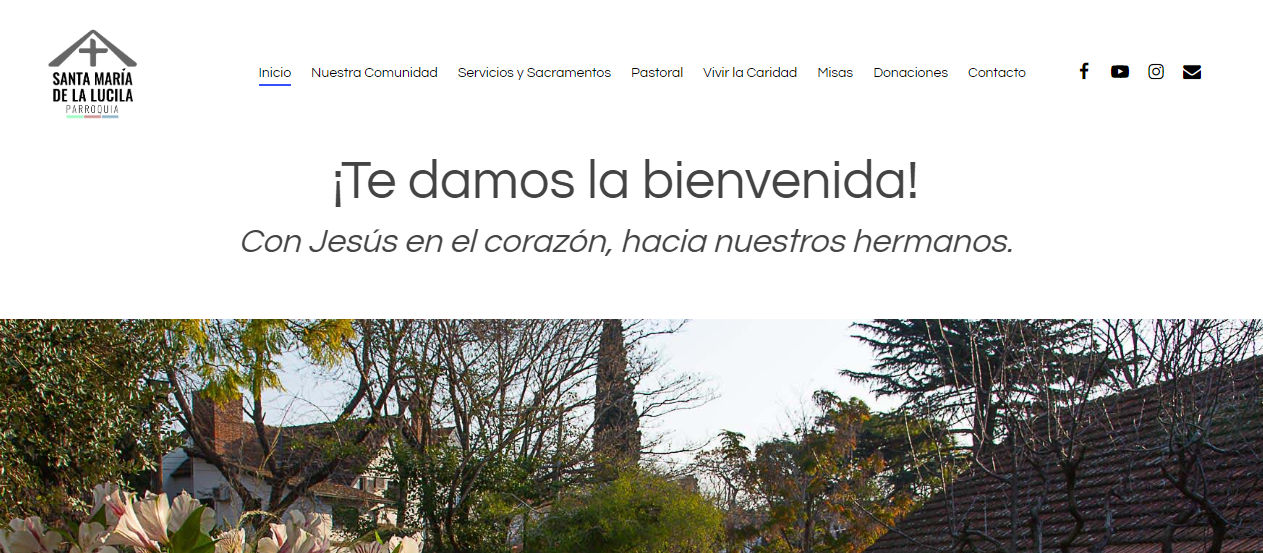 SANTA MARÍA
DE LA LUCILA
PARROQUIA
Inicio Nuestra Comunidad Servicios y Sacramentos Pastoral Vivir la Caridad Misas Donaciones Contacto
¡Te damos la bienvenida!
Con Jesús en el corazón, hacia nuestros hermanos.